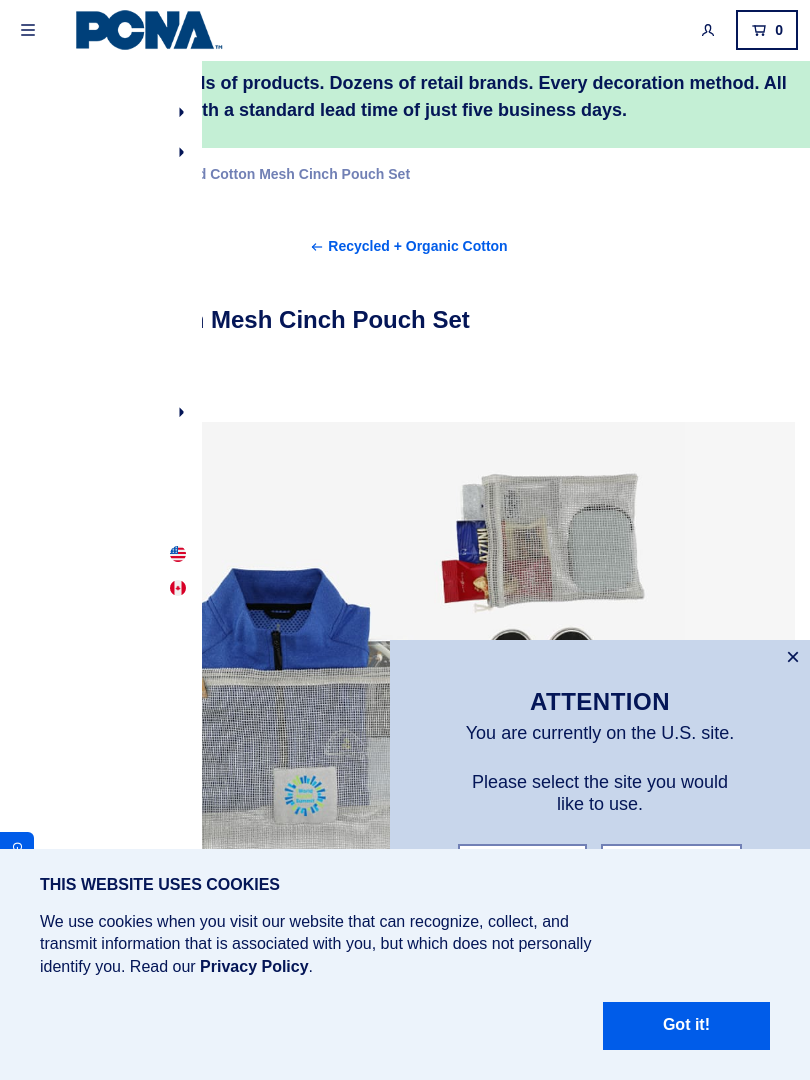 PCNA™
0
ls of products. Dozens of retail brands. Every decoration method. All
th a standard lead time of just five business days.
d Cotton Mesh Cinch Pouch Set
← Recycled + Organic Cotton
Mesh Cinch Pouch Set
ATTENTION
You are currently on the U.S. site.
Please select the site you would
like to use.
THIS WEBSITE USES COOKIES
We use cookies when you visit our website that can recognize, collect, and
transmit information that is associated with you, but which does not personally
identify you. Read our Privacy Policy.
Got it!